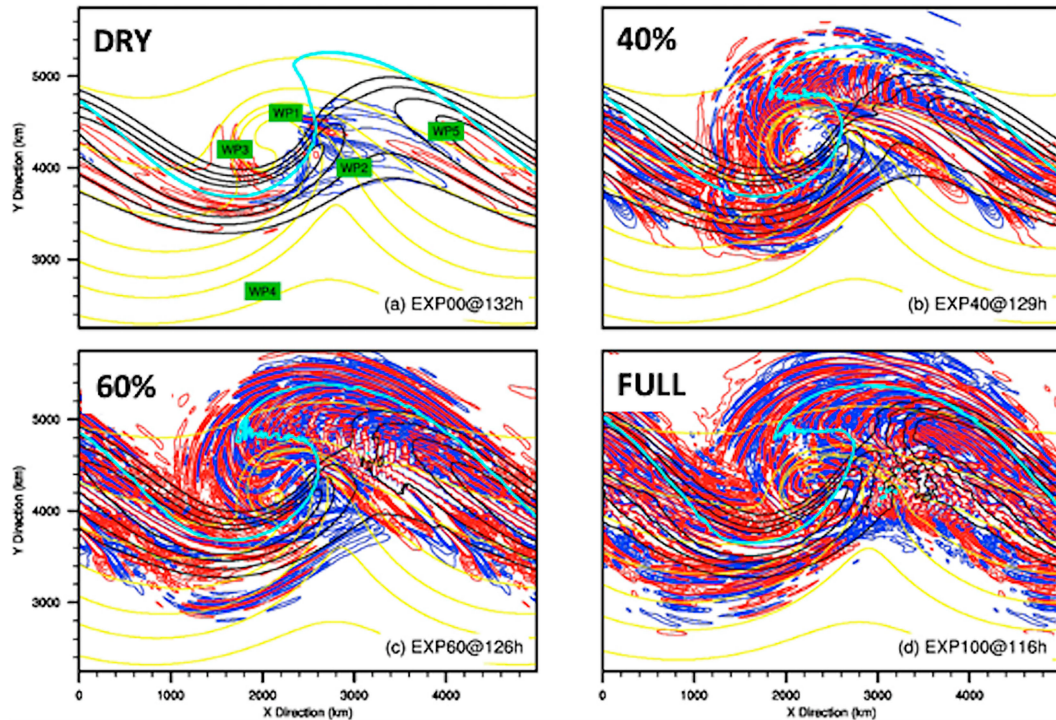 DRY
5000
4000
3000
Y Direction (km)
WP1
WP3
WP5
WP2
WP4
(a) EXP00@132h
40%
(b) EXP40@129h
60%
5000
4000
3000
Y Direction (km)
(c) EXP60@126h
0 1000 2000 3000 4000
X Direction (km)
FULL
(d) EXP100@116h
0 1000 2000 3000 4000
X Direction (km)